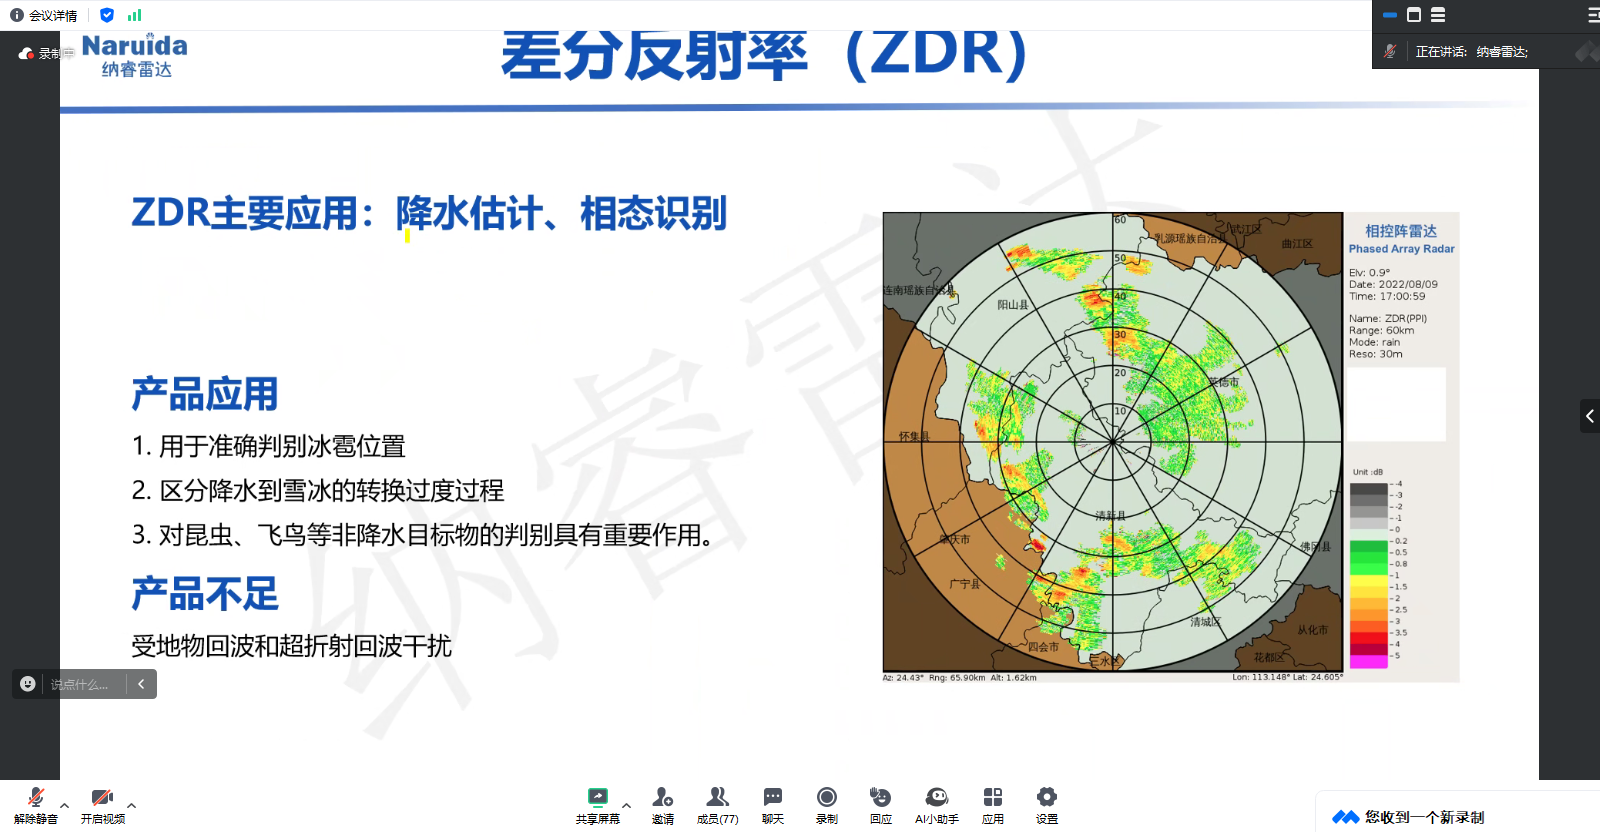 会议详情
录制中
Naruida
纳睿雷达
差分反射率（ZDR）
正在讲话: 纳睿雷达;
ZDR主要应用：降水估计、相态识别
产品应用
1. 用于准确判别冰雹位置
2. 区分降水到雪冰的转换过度过程
3. 对昆虫、飞鸟等非降水目标物的判别具有重要作用。
产品不足
受地物回波和超折射回波干扰
纳睿雷达
60
50
40
30
20
10
乳源瑶族自治县
武江区
曲江区
连南瑶族自治县
阳山县
英德市
怀集县
清新县
肇庆市
佛冈县
广宁县
清城区
从化市
四会市
三水区
花都区
Az: 24.43° Rng: 65.90km Alt: 1.62km
Lon: 113.148° Lat: 24.605°
相控阵雷达
Phased Array Radar
Elv: 0.9°
Date: 2022/08/09
Time: 17:00:59
Name: ZDR(PPI)
Range: 60km
Mode: rain
Reso: 30m
Unit :dB
-4
-3
-2
-1
0
0.2
0.5
0.8
1
1.5
2
2.5
3
3.5
4
5
说点什么...
解除静音
开启视频
共享屏幕
邀请
成员(77)
聊天
录制
回应
AI小助手
应用
设置
您收到一个新录制